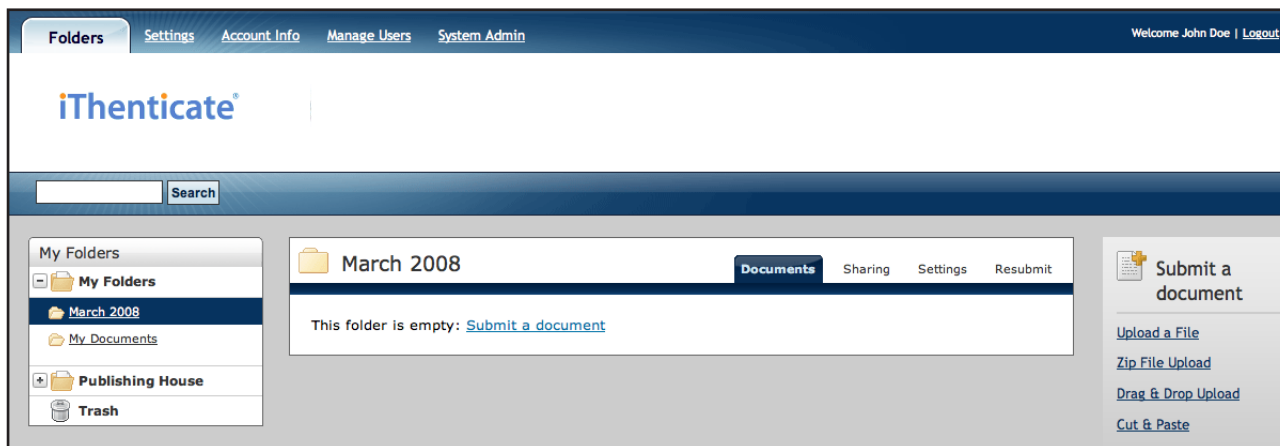 Folders Settings Account Info Manage Users System Admin Welcome John Doe | Logout
iThenticate®
Search
My Folders
My Folders
March 2008
My Documents
Publishing House
Trash
March 2008 Documents Sharing Settings Resubmit
This folder is empty: Submit a document
Submit a
document
Upload a File
Zip File Upload
Drag & Drop Upload
Cut & Paste